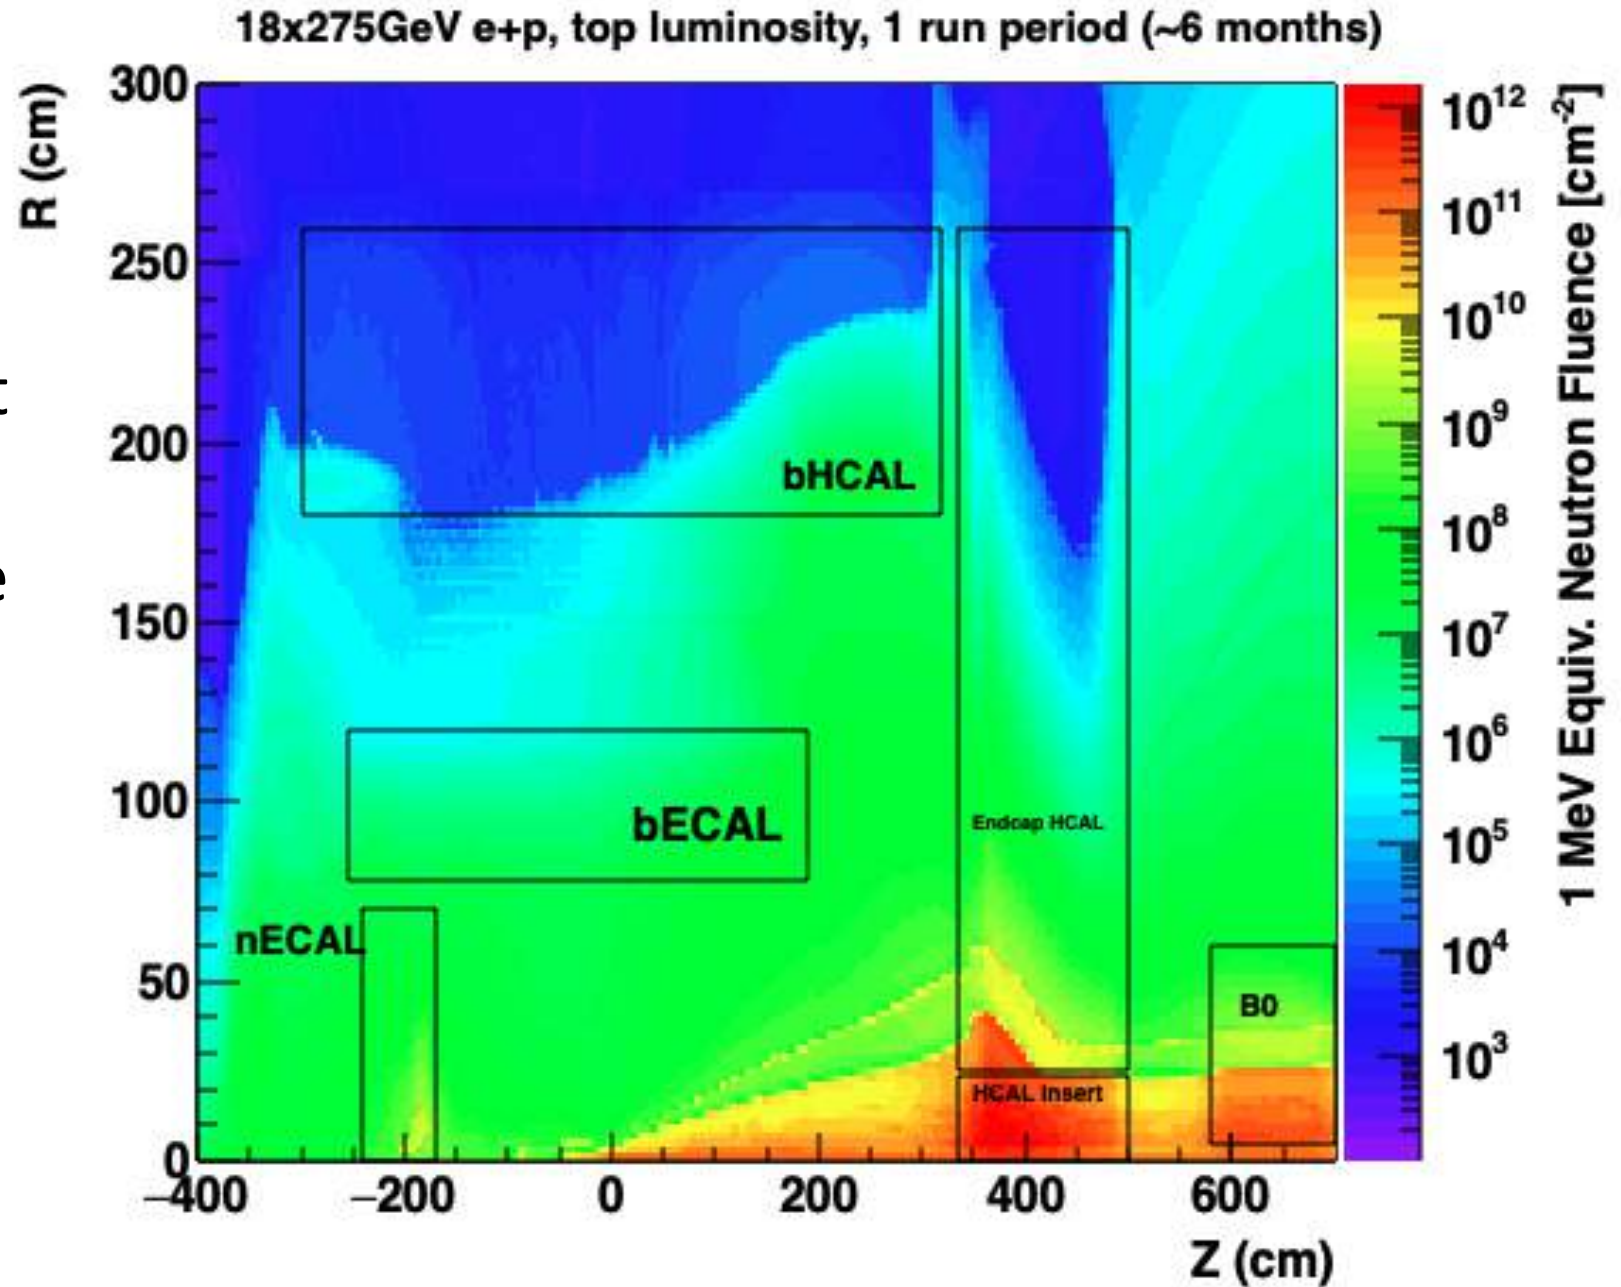 18x275GeV e+p, top luminosity, 1 run period (~6 months)
R (cm)
300
250
200
150
100
50
0
bHCAL
bECAL
nECAL
Endcap HCAL
HCAL insert
B0
−400
−200
0
200
400
600
Z (cm)
10¹²
10¹¹
10¹⁰
10⁹
10⁸
10⁷
10⁶
10⁵
10⁴
10³
1 MeV Equiv. Neutron Fluence [cm⁻²]